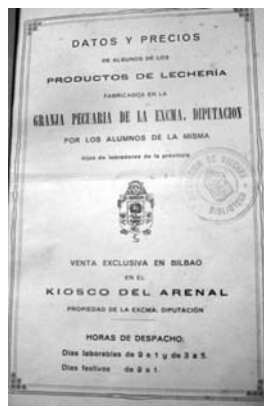 DATOS Y PRECIOS
DE ALGUNOS DE LOS
PRODUCTOS DE LECHERÍA
FABRICADOS EN LA
GRANJA PECUARIA DE LA EXCMA. DIPUTACION
POR LOS ALUMNOS DE LA MISMA
hijos de labradores de la provincia
BIBLIOTECA
VENTA EXCLUSIVA EN BILBAO
EN EL
KIOSCO DEL ARENAL
PROPIEDAD DE LA EXCMA. DIPUTACIÓN
HORAS DE DESPACHO:
Días laborables de 9 a 1 y de 3 a 5.
Días festivos de 9 a 1.